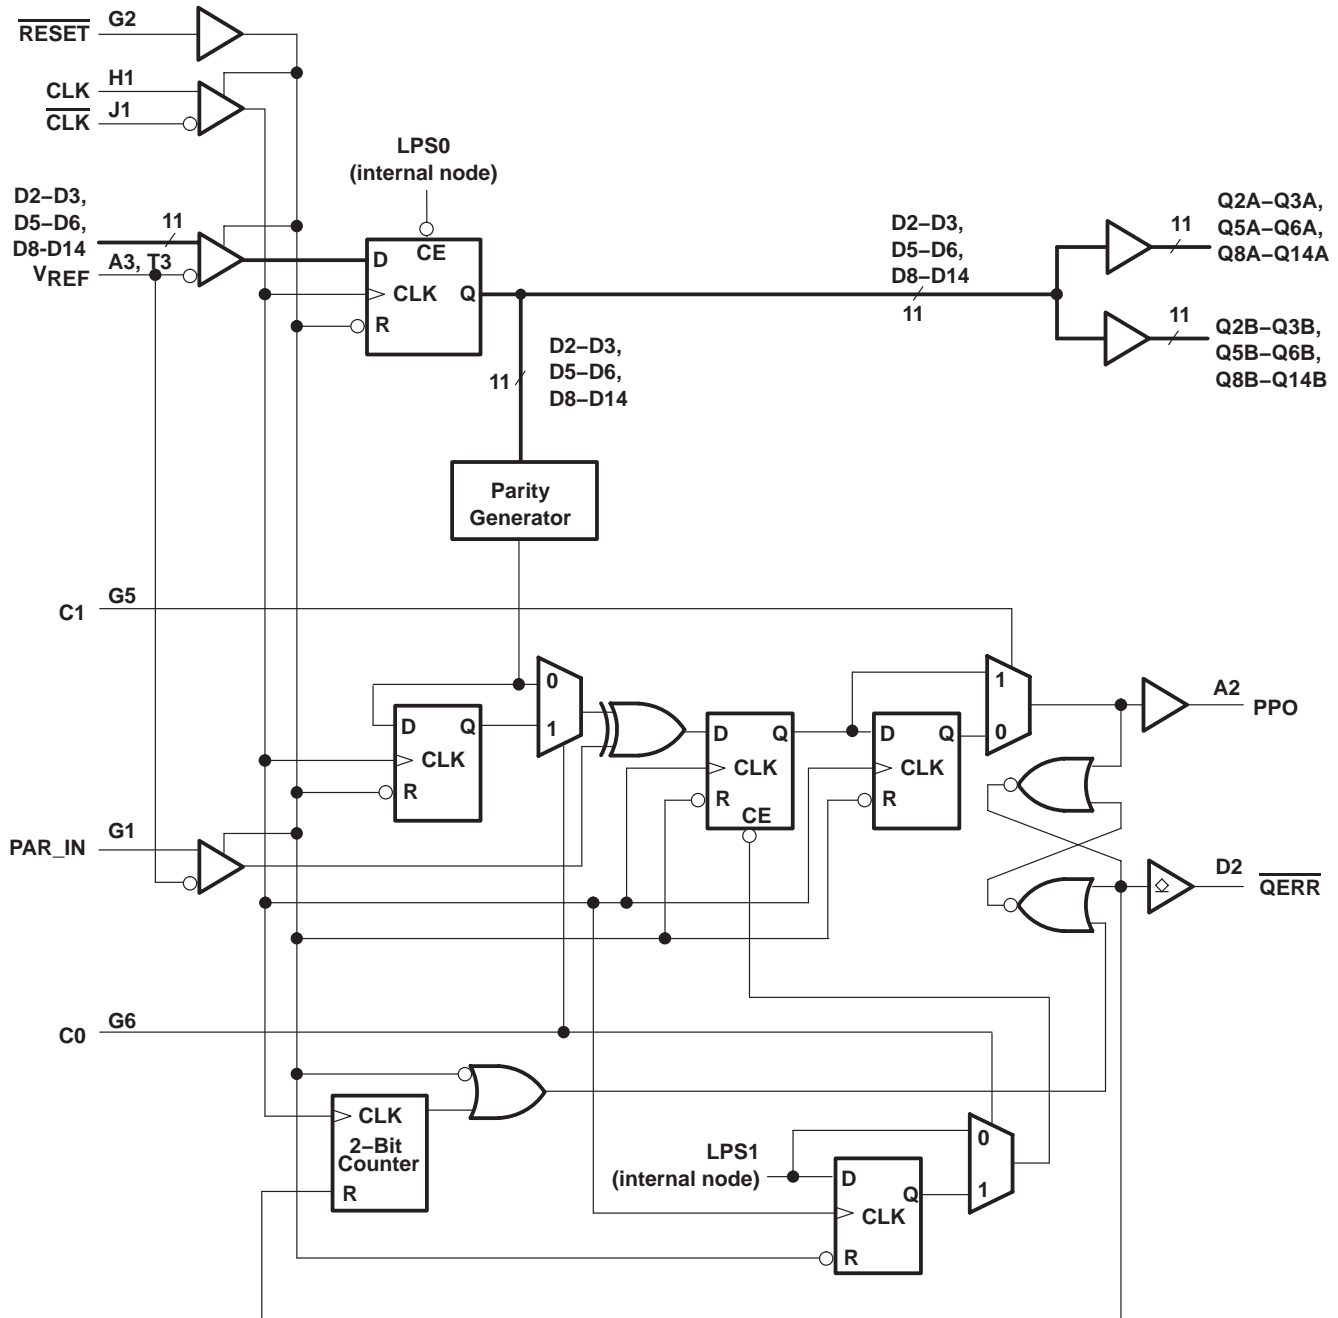 RESET G2
CLK H1
CLK J1
LPS0
(internal node)
D2–D3,
D5–D6,
D8-D14
11
VREF A3, T3
D CE
CLK Q
R
D2–D3,
D5–D6,
D8–D14
11
11
Q2A–Q3A,
Q5A–Q6A,
Q8A–Q14A
11
Q2B–Q3B,
Q5B–Q6B,
Q8B–Q14B
11
D2–D3,
D5–D6,
D8–D14
Parity
Generator
C1 G5
0
1
D Q
CLK
R
D Q
CLK
R
CE
D Q
CLK
R
1
0
A2
PPO
PAR_IN G1
D2
QERR
C0 G6
CLK
2–Bit
Counter
R
LPS1
(internal node)
D
Q
CLK
R
0
1